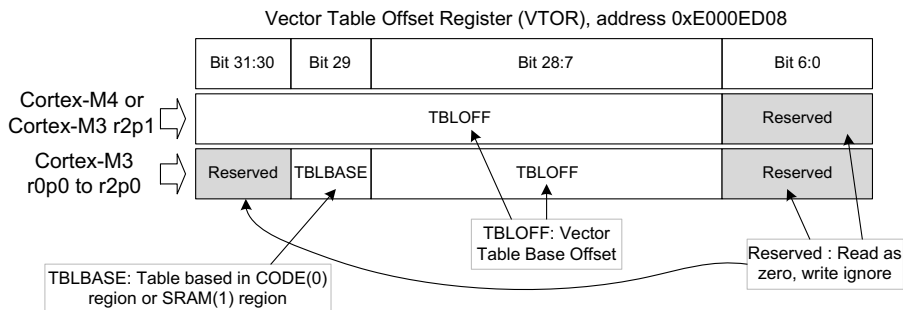 Vector Table Offset Register (VTOR), address 0xE000ED08
Bit 31:30 Bit 29 Bit 28:7 Bit 6:0
Cortex-M4 or
Cortex-M3 r2p1
TBLOFF Reserved
Cortex-M3
r0p0 to r2p0
Reserved TBLBASE TBLOFF Reserved
TBLOFF: Vector
Table Base Offset
Reserved : Read as
zero, write ignore
TBLBASE: Table based in CODE(0)
region or SRAM(1) region